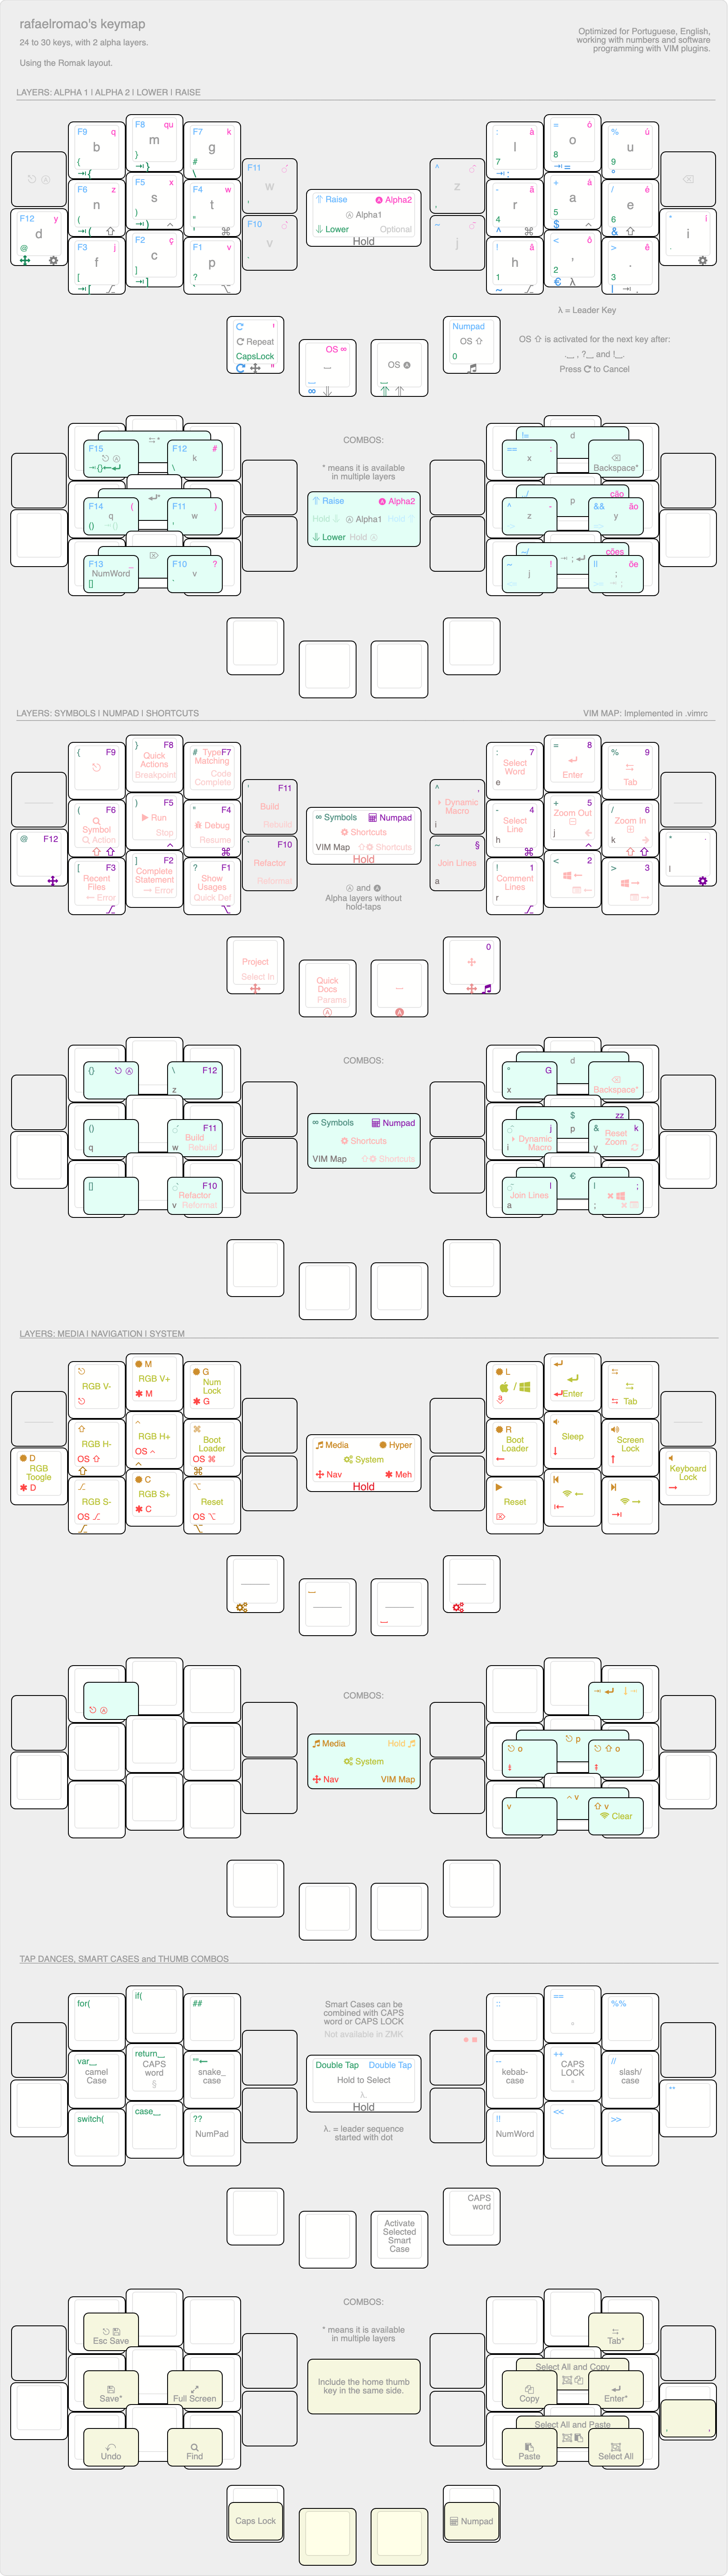 rafaelromao's keymap
24 to 30 keys, with 2 alpha layers.
Using the Romak layout.
Optimized for Portuguese, English,
working with numbers and software
programming with VIM plugins.
LAYERS: ALPHA 1 | ALPHA 2 | LOWER | RAISE
F9 q
b
F8 qu
m
F7 k
g
F11
w
: à
l
7
= ó
o
8
% ú
u
9
F12 y
d
@
F6 z
n
F5 x
s
F4 t
r
4
+ á
a
5
$
/ é
e
6
&
i
F3 j
f
F2 ç
c
F1 v
p
?
F10
v
z
j
! â
h
1
< ô
2
€ λ
> ê
3
Raise Alpha2
Alpha1
Lower Optional
Hold
λ = Leader Key
OS ⇧ is activated for the next key after:
Press to Cancel
Repeat
CapsLock
OS ∞
∞
OS
Numpad
OS ⇧
0
COMBOS:
* means it is available
in multiple layers
Raise Alpha2
Hold Alpha1 Hold
Lower Hold
F15
F12 #
k
\
F14 (
q
()
F11 )
w
F13
NumWord
[]
F10 ?
v
!=
d
==
x
Backspace*
p
ção
z
&& ão
y
ções
!
j
|| õe
;
LAYERS: SYMBOLS | NUMPAD | SHORTCUTS
VIM MAP: Implemented in .vimrc
{ F9
} F8
Quick
Actions
Breakpoint
# Type F7
Matching
Code
Complete
F11
Build
Rebuild
@ F12
( F6
Symbol
Action
) F5
Run
Stop
F4
Debug
Resume
F10
Refactor
Reformat
[ F3
Recent
Files
Error
] F2
Complete
Statement
Error
? F1
Show
Usages
Quick Def
∞ Symbols Numpad
Shortcuts
VIM Map Shortcuts
Hold
and
Alpha layers without
hold-taps
^ ,
Dynamic
Macro
i
§
Join Lines
a
: 7
Select
Word
e
= 8
Enter
% 9
Tab
- 4
Select
Line
h
+ 5
Zoom Out
j
/ 6
Zoom In
k
! 1
Comment
Lines
r
< 2
> 3
Project
Select In
Quick
Docs
Params
0
COMBOS:
∞ Symbols Numpad
Shortcuts
VIM Map Shortcuts
{}
\ F12
z
()
q
F11
Build
w Rebuild
[]
F10
Refactor
v Reformat
d
° G
x
Backspace*
$ zz
p
j
Dynamic
i Macro
& k
Reset
Zoom
y
€
l
Join Lines
a
| ;
;
LAYERS: MEDIA | NAVIGATION | SYSTEM
RGB V-
M
RGB V+
M
G
Num
Lock
G
D
RGB
Toogle
D
RGB H-
OS ⇧
RGB H+
OS
Boot
Loader
OS ⌘
RGB S-
OS
C
RGB S+
C
Reset
OS ⌥
Media Hyper
System
Nav Meh
Hold
L
/
a
Enter
Tab
R
Boot
Loader
Sleep
Screen
Lock
Keyboard
Lock
Reset
COMBOS:
Media Hold
System
Nav VIM Map
p
o
o
v
v
v
Clear
TAP DANCES, SMART CASES and THUMB COMBOS
for(
if(
##
var__
camel
Case
return__
CAPS
word
§
snake_
case
switch(
case__
??
NumPad
Smart Cases can be
combined with CAPS
word or CAPS LOCK
Not available in ZMK
Double Tap Double Tap
Hold to Select
λ.
Hold
λ. = leader sequence
started with dot
::
==
%%
--
kebab-
case
++
CAPS
LOCK
//
slash/
case
!!
NumWord
<<
>>
Activate
Selected
Smart
Case
CAPS
word
COMBOS:
* means it is available
in multiple layers
Include the home thumb
key in the same side.
Esc Save
Save*
Full Screen
Undo
Find
Tab*
Select All and Copy
Copy
Enter*
Select All and Paste
Paste
Select All
Caps Lock
Numpad